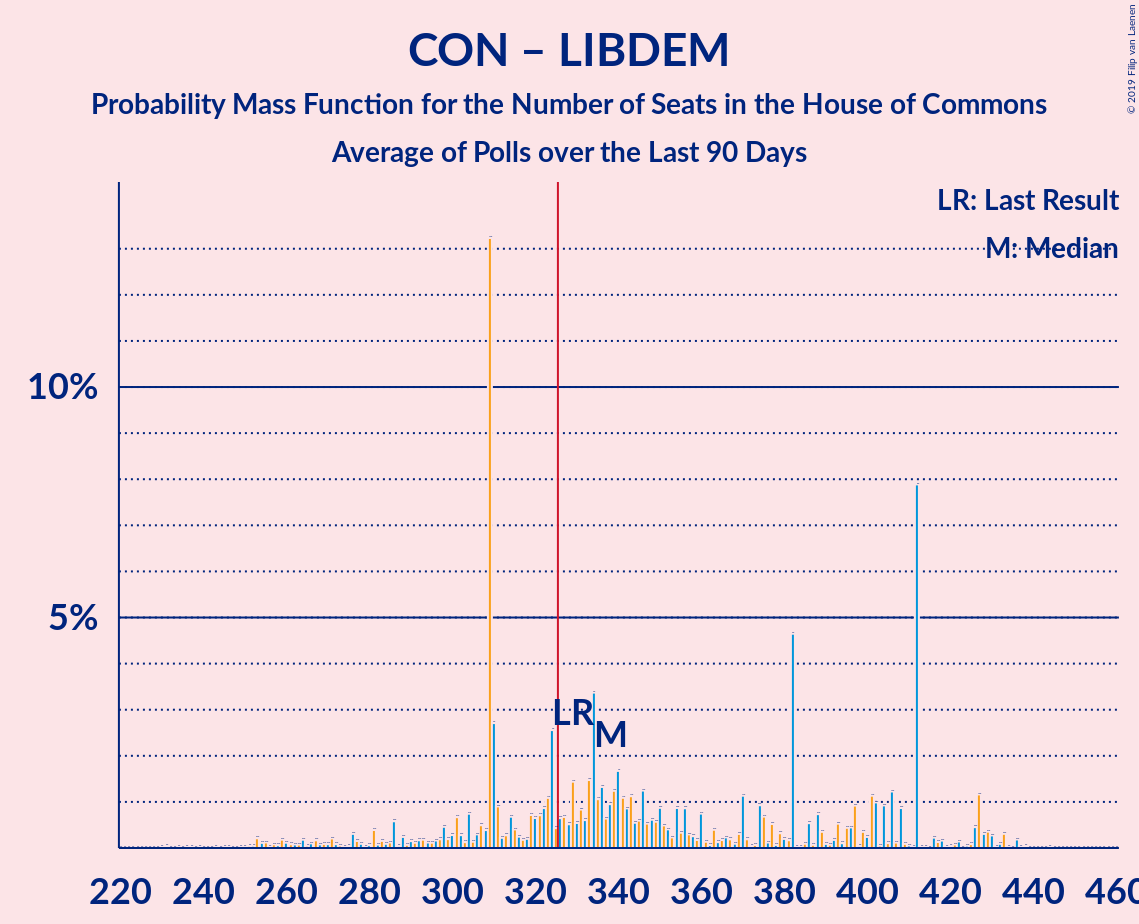 CON – LIBDEM
Probability Mass Function for the Number of Seats in the House of Commons
Average of Polls over the Last 90 Days
© 2019 Filip van Laenen
LR: Last Result
M: Median
10%
5%
LR
M
220 240 260 280 300 320 340 360 380 400 420 440 460